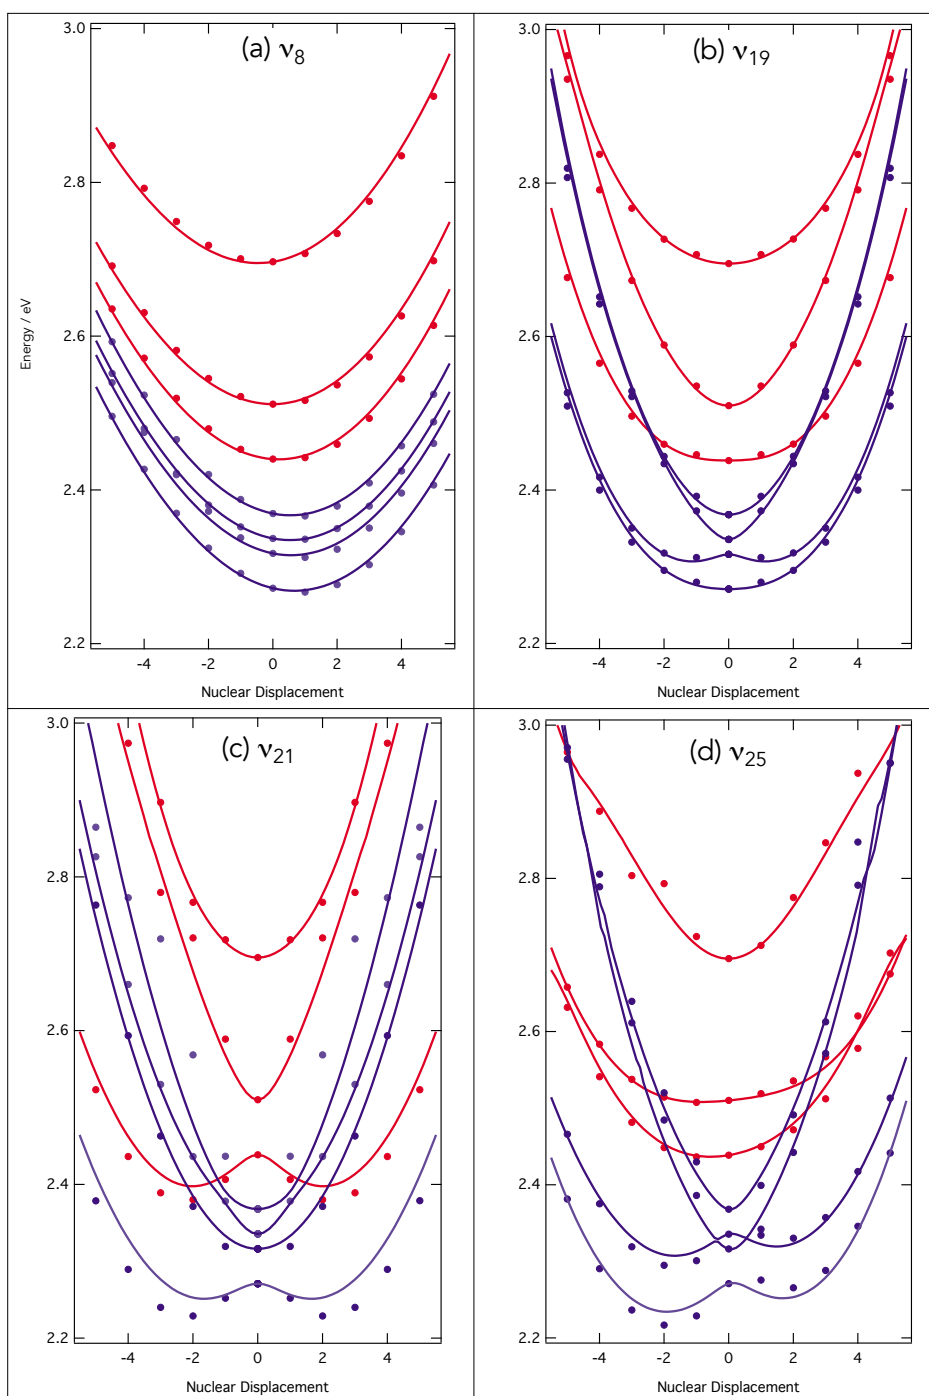 (a) ν8
3.0
2.8
2.6
2.4
2.2
Energy / eV
-4 -2 0 2 4
Nuclear Displacement
(b) ν19
3.0
2.8
2.6
2.4
2.2
-4 -2 0 2 4
Nuclear Displacement
(c) ν21
3.0
2.8
2.6
2.4
2.2
-4 -2 0 2 4
Nuclear Displacement
(d) ν25
3.0
2.8
2.6
2.4
2.2
-4 -2 0 2 4
Nuclear Displacement